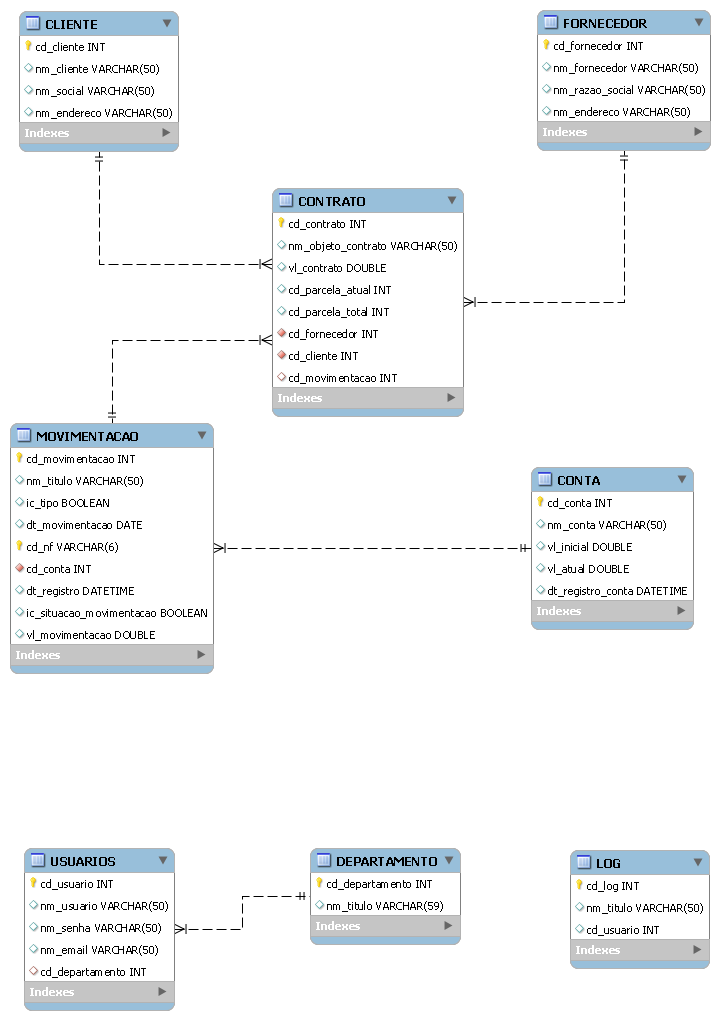 CLIENTE
cd_cliente INT
nm_cliente VARCHAR(50)
nm_social VARCHAR(50)
nm_endereco VARCHAR(50)
Indexes
FORNECEDOR
cd_fornecedor INT
nm_fornecedor VARCHAR(50)
nm_razao_social VARCHAR(50)
nm_endereco VARCHAR(50)
Indexes
CONTRATO
cd_contrato INT
nm_objeto_contrato VARCHAR(50)
vl_contrato DOUBLE
cd_parcela_atual INT
cd_parcela_total INT
cd_fornecedor INT
cd_cliente INT
cd_movimentacao INT
Indexes
MOVIMENTACAO
cd_movimentacao INT
nm_titulo VARCHAR(50)
ic_tipo BOOLEAN
dt_movimentacao DATE
cd_nf VARCHAR(6)
cd_conta INT
dt_registro DATETIME
ic_situacao_movimentacao BOOLEAN
vl_movimentacao DOUBLE
Indexes
CONTA
cd_conta INT
nm_conta VARCHAR(50)
vl_inicial DOUBLE
vl_atual DOUBLE
dt_registro_conta DATETIME
Indexes
USUARIOS
cd_usuario INT
nm_usuario VARCHAR(50)
nm_senha VARCHAR(50)
nm_email VARCHAR(50)
cd_departamento INT
Indexes
DEPARTAMENTO
cd_departamento INT
nm_titulo VARCHAR(59)
Indexes
LOG
cd_log INT
nm_titulo VARCHAR(50)
cd_usuario INT
Indexes